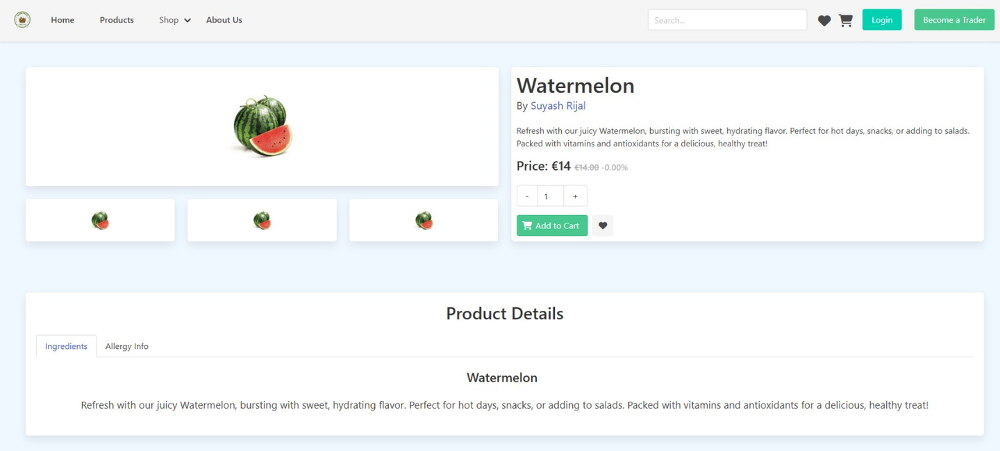 Home Products Shop About Us Search... Login Become a Trader
Watermelon
By Suyash Rijal
Refresh with our juicy Watermelon, bursting with sweet, hydrating flavor. Perfect for hot days, snacks, or adding to salads.
Packed with vitamins and antioxidants for a delicious, healthy treat!
Price: €14 €14.00 -0.00%
- 1 +
Add to Cart
Product Details
Ingredients Allergy Info
Watermelon
Refresh with our juicy Watermelon, bursting with sweet, hydrating flavor. Perfect for hot days, snacks, or adding to salads. Packed with vitamins and antioxidants for a delicious, healthy treat!